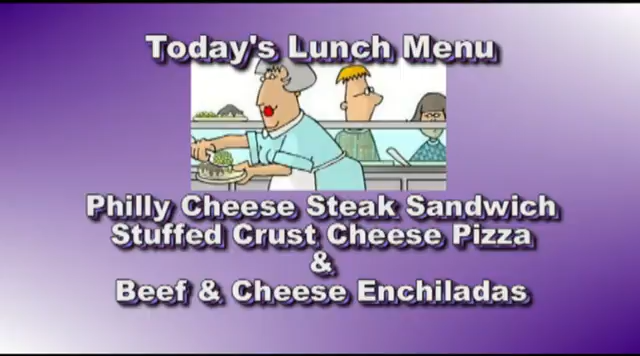 Today's Lunch Menu
Philly Cheese Steak Sandwich
Stuffed Crust Cheese Pizza
&
Beef & Cheese Enchiladas